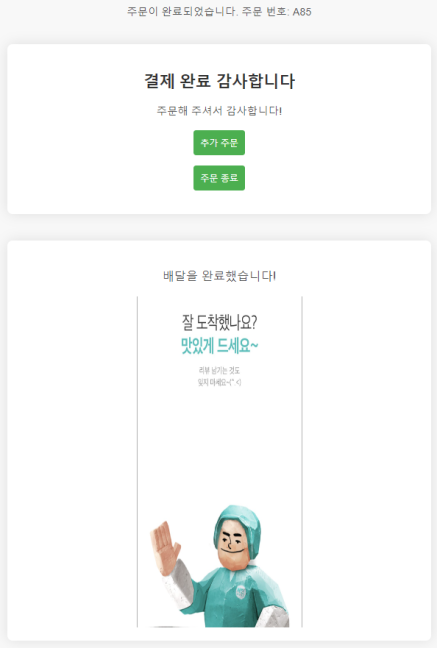 주문이 완료되었습니다. 주문 번호: A85
결제 완료 감사합니다
주문해 주셔서 감사합니다!
추가 주문
주문 종료
배달을 완료했습니다!
잘 도착했나요?
맛있게 드세요~
리뷰 남기는 것도
잊지 마세요~(^.<)